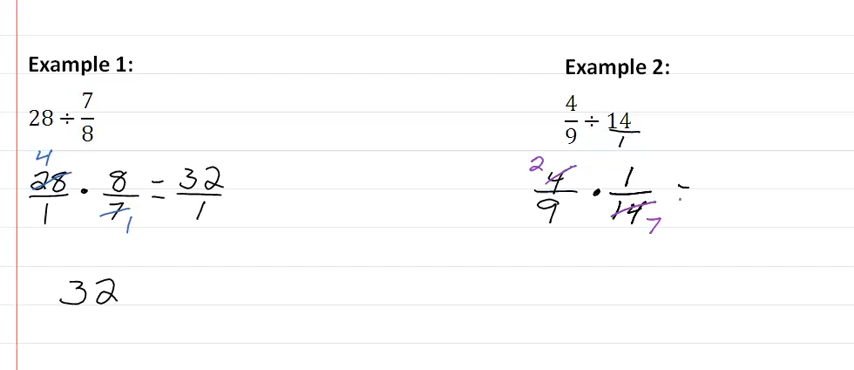 Example 1:
28 ÷ 7/8
4
28/1 · 8/7 = 32/1
1
32
Example 2:
4/9 ÷ 14/1
2
4/9 · 1/14 =
7